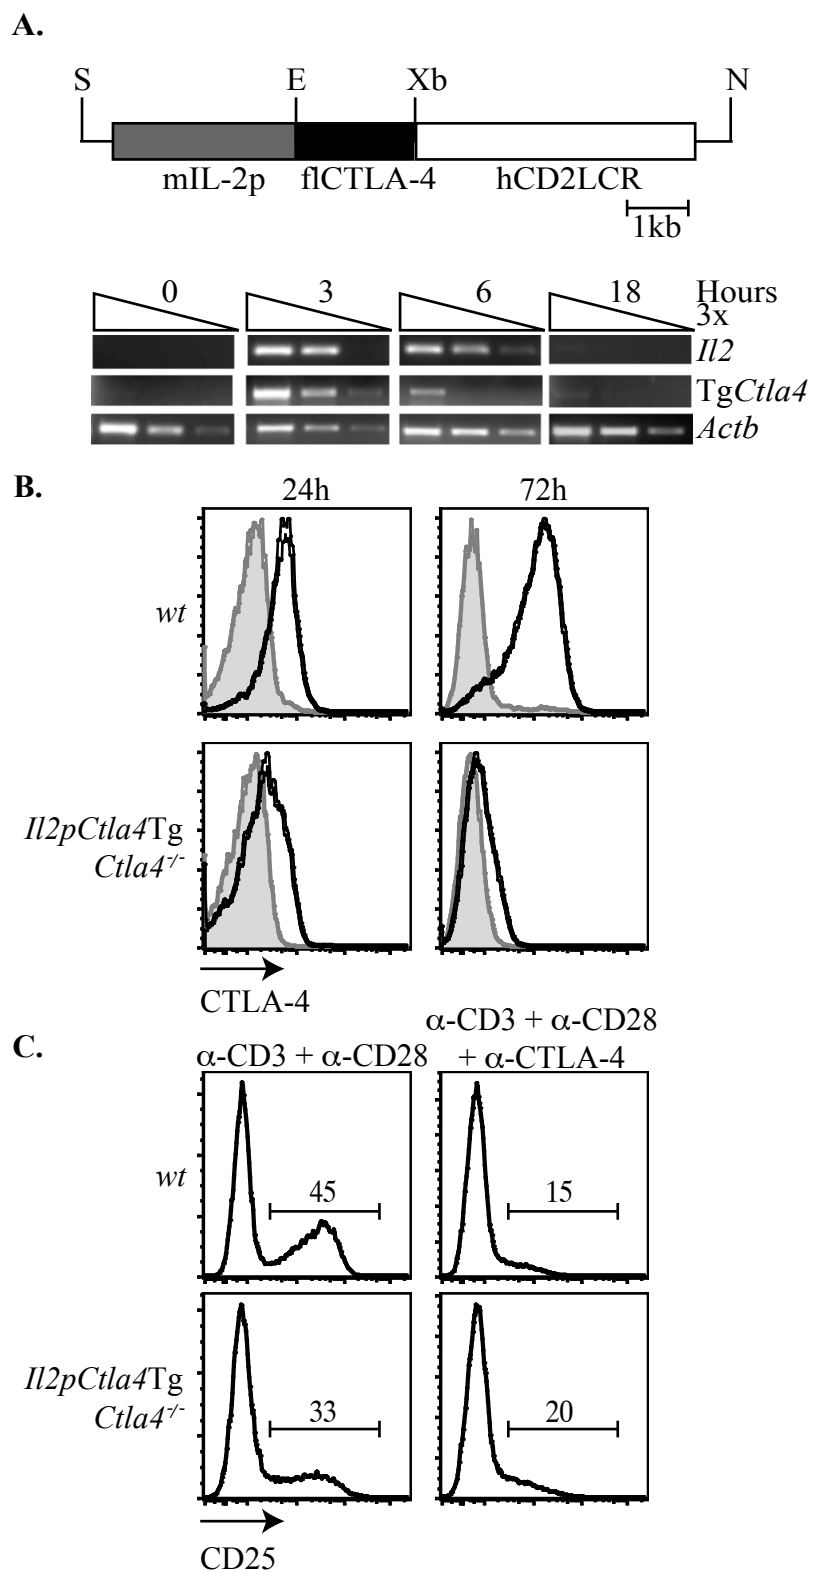 A.
S E Xb N
mIL-2p flCTLA-4 hCD2LCR
1kb
0 3 6 18 Hours
3x
Il2
TgCtla4
Actb
B.
24h 72h
wt
Il2pCtla4Tg
Ctla4-/-
CTLA-4
C.
α-CD3 + α-CD28
α-CD3 + α-CD28
+ α-CTLA-4
wt
45 15
Il2pCtla4Tg
Ctla4-/-
33 20
CD25